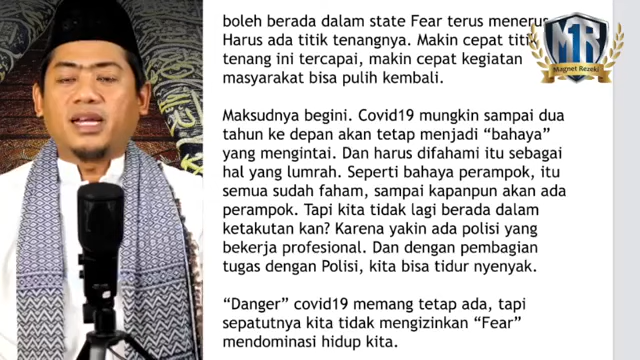 boleh berada dalam state Fear terus menerus
Harus ada titik tenangnya. Makin cepat titik
tenang ini tercapai, makin cepat kegiatan
masyarakat bisa pulih kembali.
Maksudnya begini. Covid19 mungkin sampai dua
tahun ke depan akan tetap menjadi “bahaya”
yang mengintai. Dan harus difahami itu sebagai
hal yang lumrah. Seperti bahaya perampok, itu
semua sudah faham, sampai kapanpun akan ada
perampok. Tapi kita tidak lagi berada dalam
ketakutan kan? Karena yakin ada polisi yang
bekerja profesional. Dan dengan pembagian
tugas dengan Polisi, kita bisa tidur nyenyak.
“Danger” covid19 memang tetap ada, tapi
sepatutnya kita tidak mengizinkan “Fear”
mendominasi hidup kita.
M1R
Magnet Rezeki